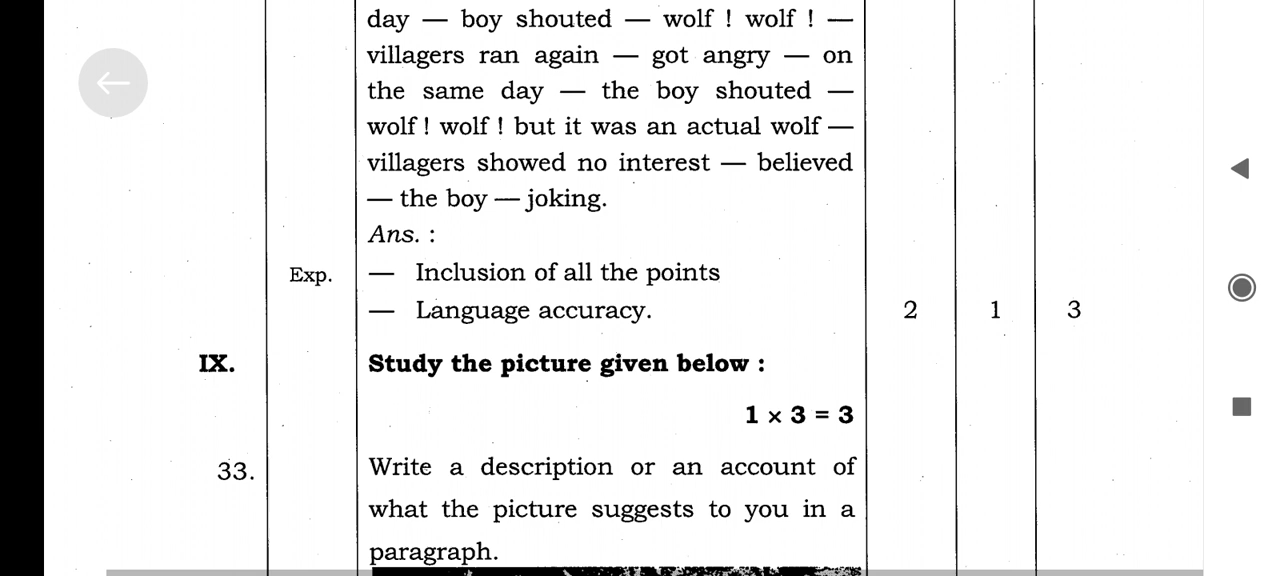 day — boy shouted — wolf ! wolf ! —
villagers ran again — got angry — on
the same day — the boy shouted —
wolf ! wolf ! but it was an actual wolf —
villagers showed no interest — believed
— the boy — joking.
Ans. :
Exp. — Inclusion of all the points
— Language accuracy. 2 1 3
IX. Study the picture given below :
1 × 3 = 3
33. Write a description or an account of
what the picture suggests to you in a
paragraph.